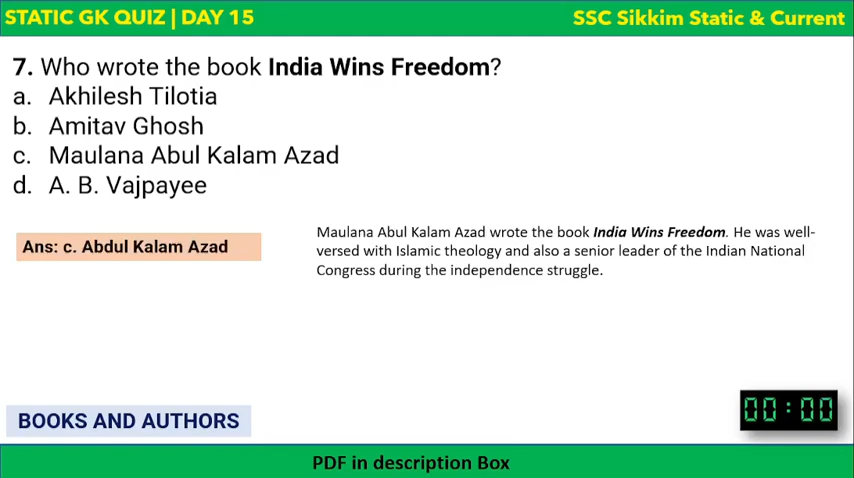 STATIC GK QUIZ | DAY 15
SSC Sikkim Static & Current
7. Who wrote the book India Wins Freedom?
a. Akhilesh Tilotia
b. Amitav Ghosh
c. Maulana Abul Kalam Azad
d. A. B. Vajpayee
Ans: c. Abdul Kalam Azad
Maulana Abul Kalam Azad wrote the book India Wins Freedom. He was well-
versed with Islamic theology and also a senior leader of the Indian National
Congress during the independence struggle.
BOOKS AND AUTHORS
00:00
PDF in description Box